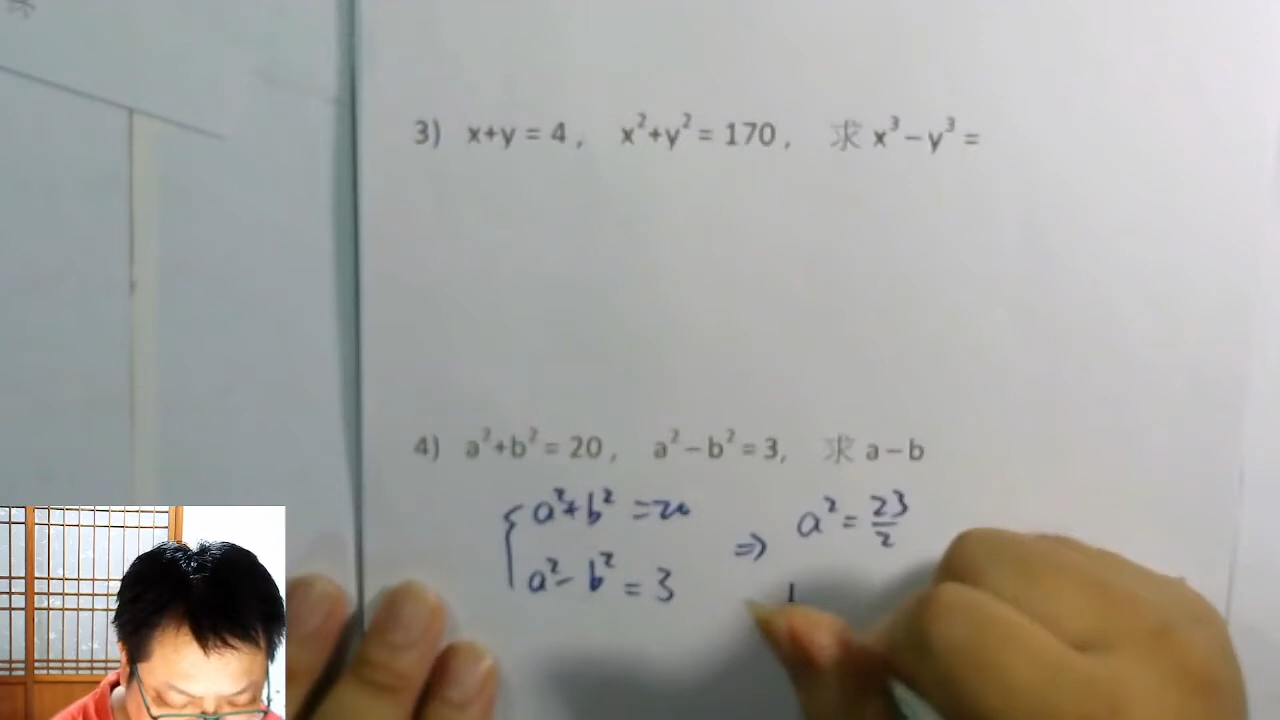 3) x+y = 4 , x²+y² = 170 , 求 x³ − y³ =
4) a²+b² = 20 , a² − b² = 3, 求 a − b
{ a²+b² = 20
a² − b² = 3
⇒ a² = 23/2